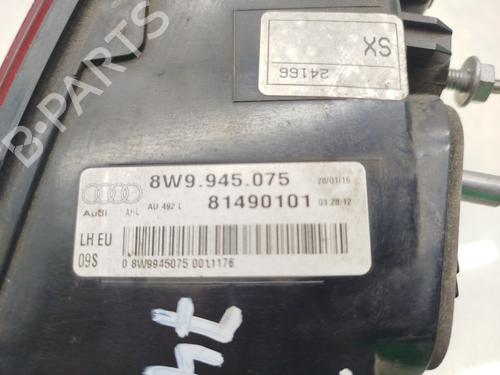 B-PARTS
SX
24166
8W9.945.075 28/01/16
AUDI AHL AU 492 L 81490101 03:28:12
LH EU
09S 0 8W9945075 0011176